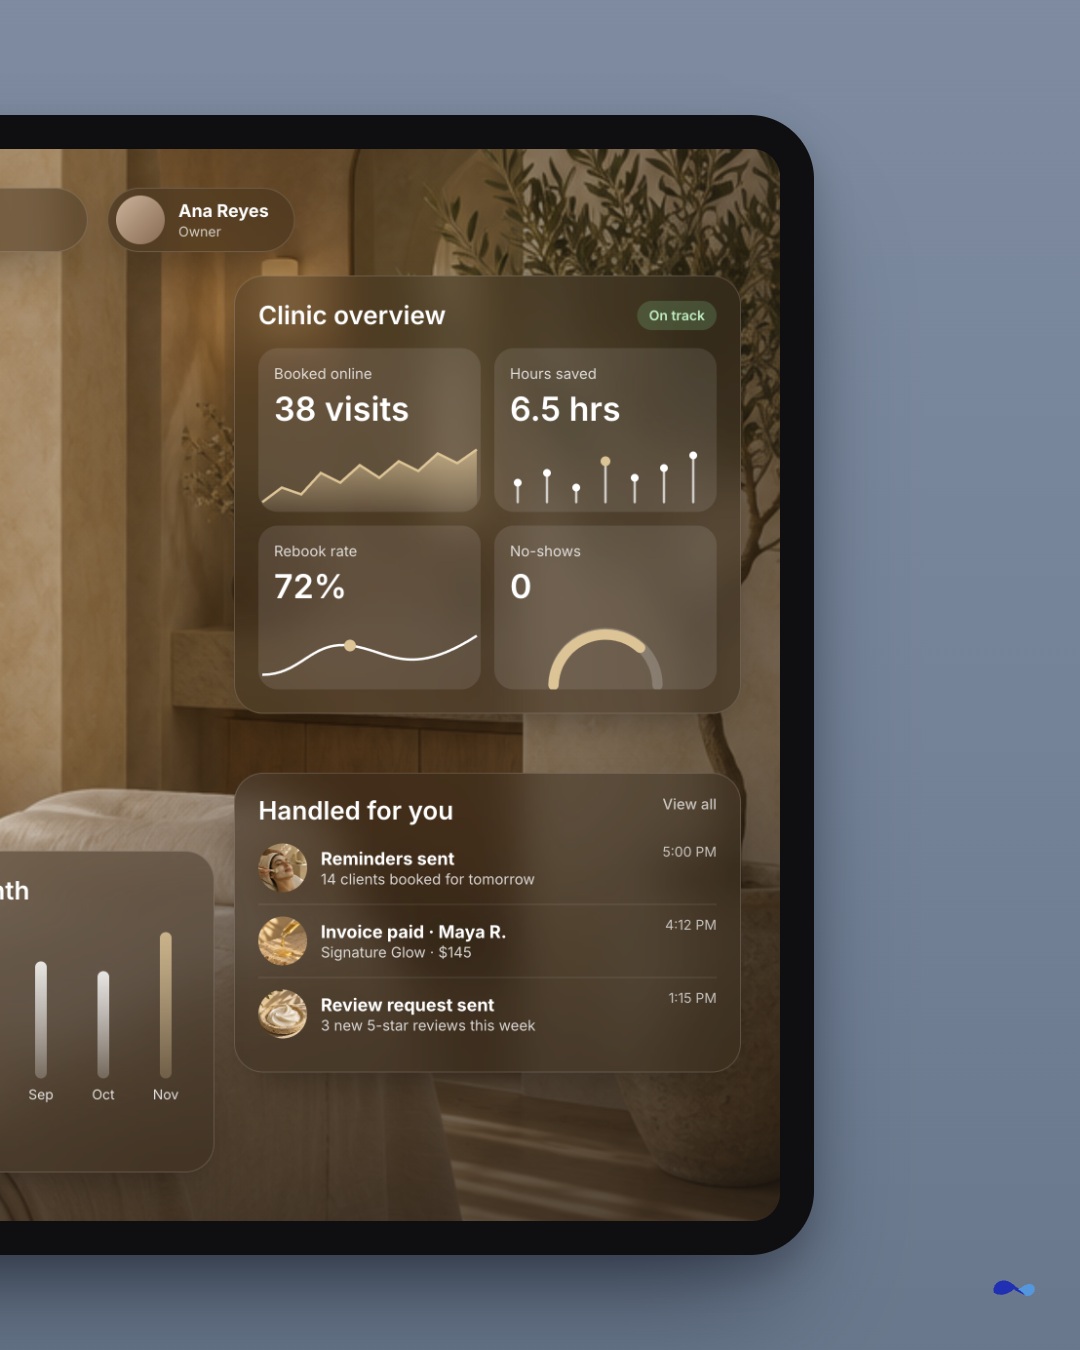 Ana Reyes
Owner
Clinic overview
On track
Booked online
38 visits
Hours saved
6.5 hrs
Rebook rate
72%
No-shows
0
Handled for you
View all
Reminders sent
5:00 PM
14 clients booked for tomorrow
Invoice paid · Maya R.
4:12 PM
Signature Glow · $145
Review request sent
1:15 PM
3 new 5-star reviews this week
nth
Sep
Oct
Nov